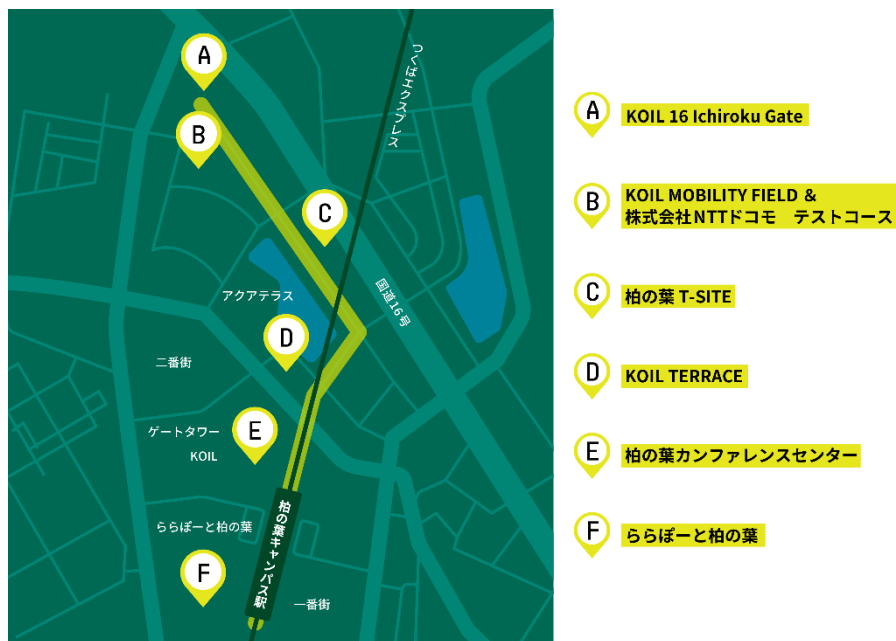 A
つくばエクスプレス
B
C
アクアテラス
国道16号
D
二番街
ゲートタワー
E
KOIL
柏の葉キャンパス駅
ららぽーと柏の葉
F
一番街
A
KOIL 16 Ichiroku Gate
B
KOIL MOBILITY FIELD &
株式会社NTTドコモ　テストコース
C
柏の葉 T-SITE
D
KOIL TERRACE
E
柏の葉カンファレンスセンター
F
ららぽーと柏の葉